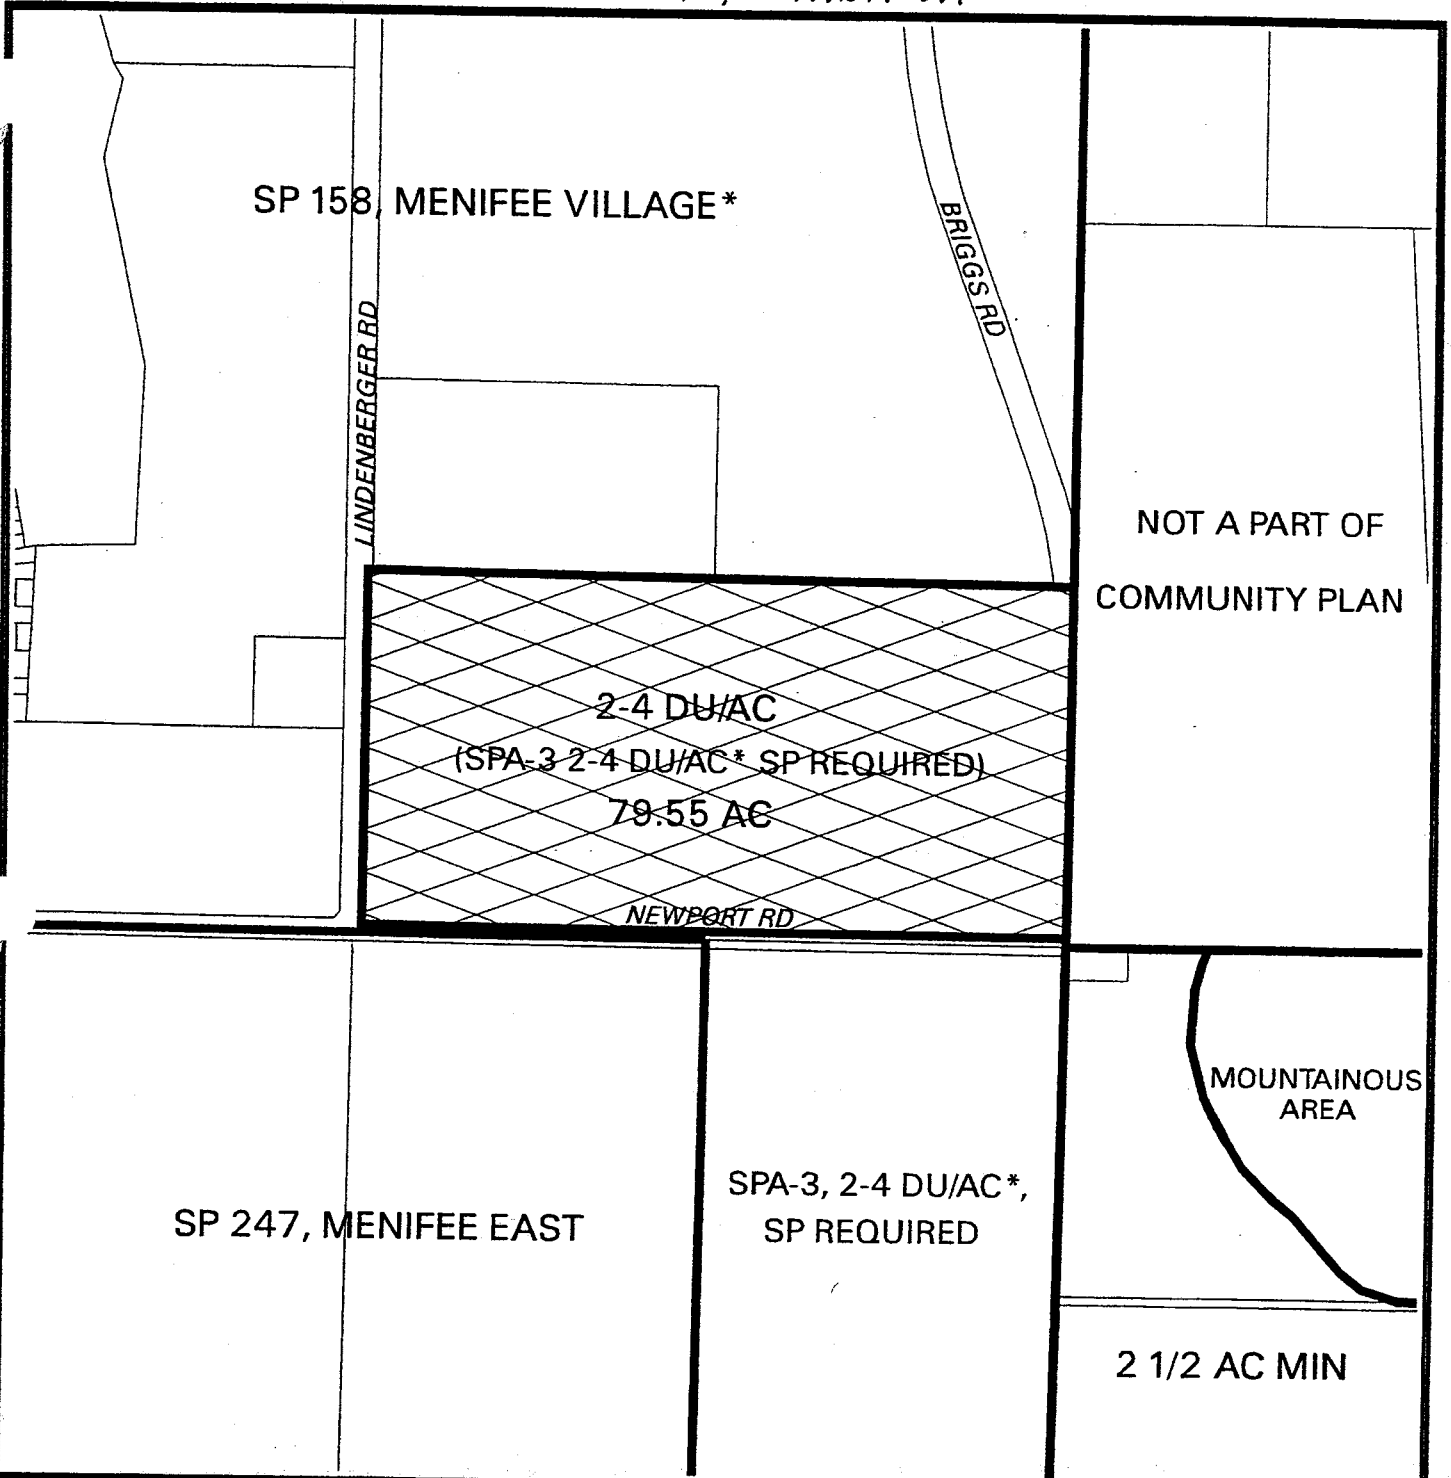 SP 158, MENIFEE VILLAGE*
BRIGGS RD
LINDENBERGER RD
NOT A PART OF
COMMUNITY PLAN
2-4 DU/AC
(SPA-3 2-4 DU/AC* SP REQUIRED)
79.55 AC
NEWPORT RD
MOUNTAINOUS
AREA
SPA-3, 2-4 DU/AC*,
SP REQUIRED
SP 247, MENIFEE EAST
2 1/2 AC MIN